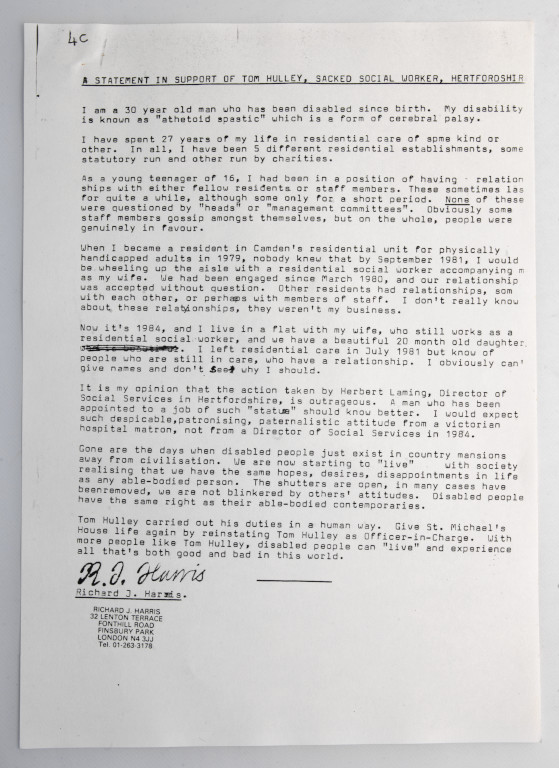 4C
A STATEMENT IN SUPPORT OF TOM HULLEY, SACKED SOCIAL WORKER, HERTFORDSHIR
I am a 30 year old man who has been disabled since birth. My disability
is known as "athetoid spastic" which is a form of cerebral palsy.
I have spent 27 years of my life in residential care of spme kind or
other. In all, I have been 5 different residential establishments, some
statutory run and other run by charities.
As a young teenager of 16, I had been in a position of having relation
ships with either fellow residents or staff members. These sometimes las
for quite a while, although some only for a short period. None of these
were questioned by "heads" or "management committees". Obviously some
staff members gossip amongst themselves, but on the whole, people were
genuinely in favour.
When I became a resident in Camden's residential unit for physically
handicapped adults in 1979, nobody knew that by September 1981, I would
be wheeling up the aisle with a residential social worker accompanying m
as my wife. We had been engaged since March 1980, and our relationship
was accepted without question. Other residents had relationships, som
with each other, or perhaps with members of staff. I don't really know
about these relationships, they weren't my business.
Now it's 1984, and I live in a flat with my wife, who still works as a
residential social worker, and we have a beautiful 20 month old daughter.
I left residential care in July 1981 but know of
people who are still in care, who have a relationship. I obviously can'
give names and don't see why I should.
It is my opinion that the action taken by Herbert Laming, Director of
Social Services in Hertfordshire, is outrageous. A man who has been
appointed to a job of such "statue" should know better. I would expect
such despicable,patronising, paternalistic attitude from a victorian
hospital matron, not from a Director of Social Services in 1984.
Gone are the days when disabled people just exist in country mansions
away from civilisation. We are now starting to "live" with society
realising that we have the same hopes, desires, disappointments in life
as any able-bodied person. The shutters are open, in many cases have
beenremoved, we are not blinkered by others' attitudes. Disabled people
have the same right as their able-bodied contemporaries.
Tom Hulley carried out his duties in a human way. Give St. Michael's
House life again by reinstating Tom Hulley as Officer-in-Charge. With
more people like Tom Hulley, disabled people can "live" and experience
all that's both good and bad in this world.
R.J. Harris
Richard J. Harris.
RICHARD J. HARRIS
32 LENTON TERRACE
FONTHILL ROAD
FINSBURY PARK
LONDON N4 3JJ
Tel. 01-263-3178